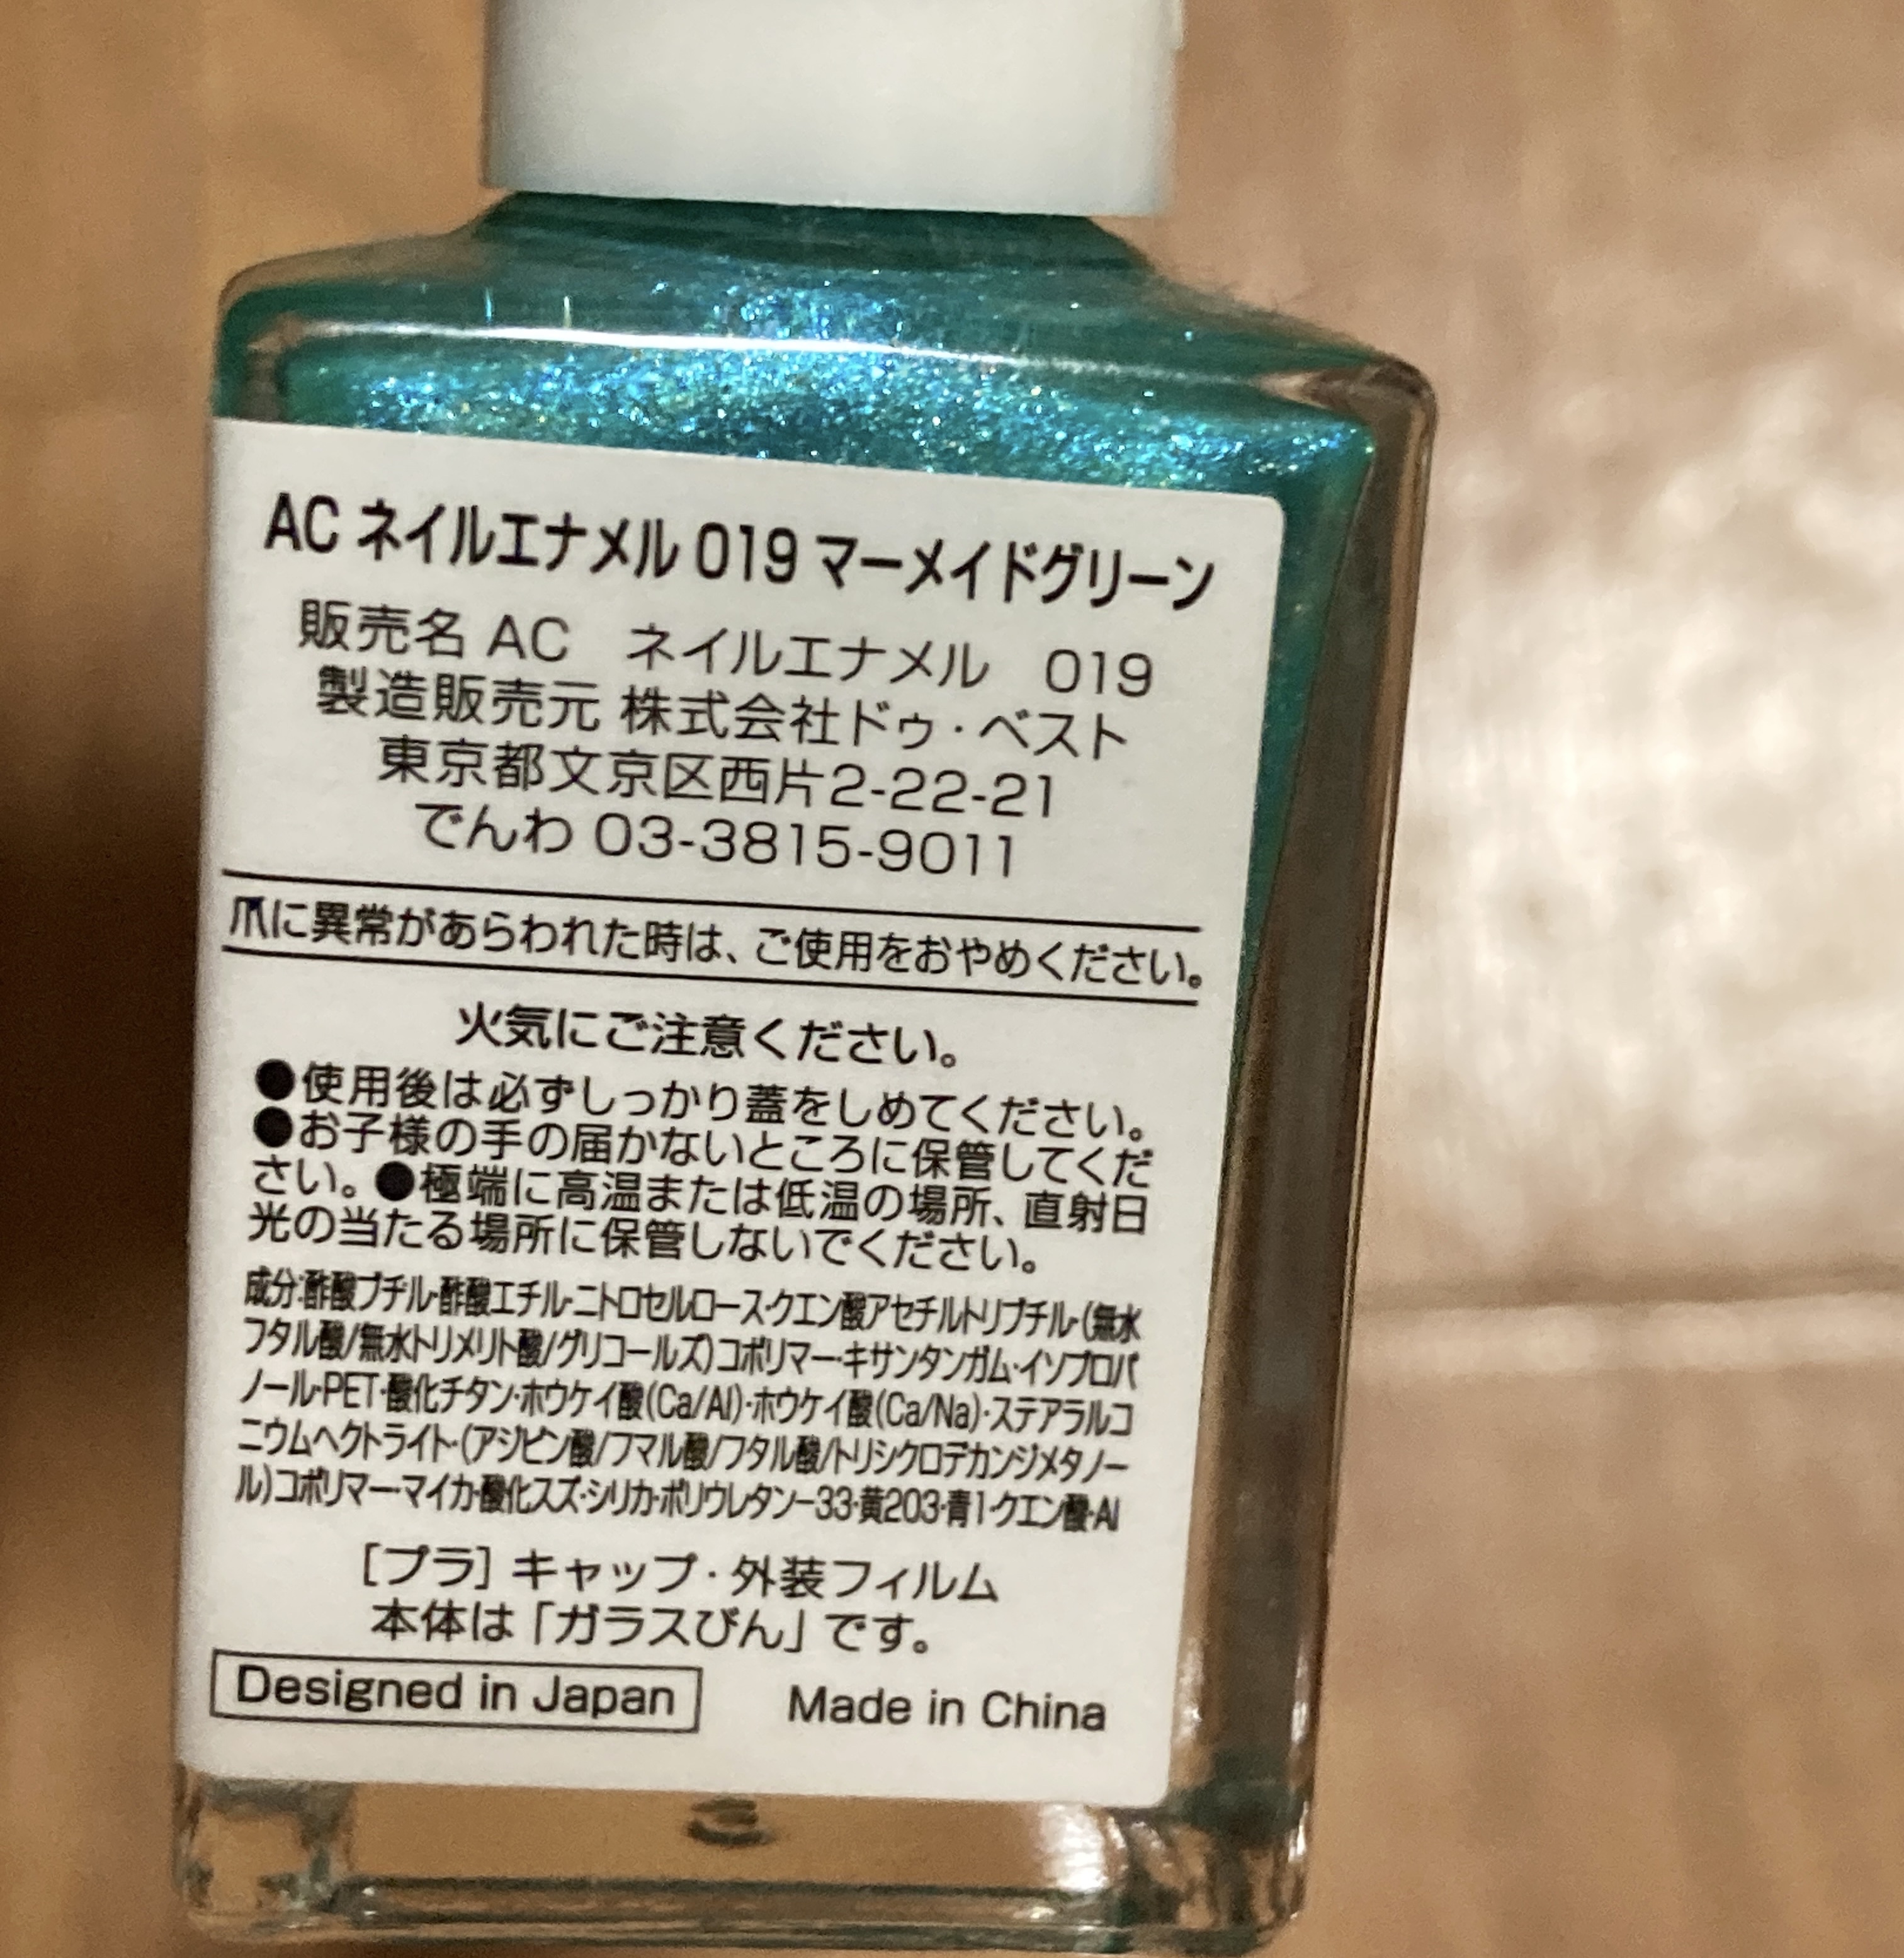 AC ネイルエナメル 019 マーメイドグリーン
販売名 AC　ネイルエナメル　019
製造販売元 株式会社ドゥ・ベスト
東京都文京区西片2-22-21
でんわ 03-3815-9011
爪に異常があらわれた時は、ご使用をおやめください。
火気にご注意ください。
●使用後は必ずしっかり蓋をしめてください。
●お子様の手の届かないところに保管してくだ
さい。●極端に高温または低温の場所、直射日
光の当たる場所に保管しないでください。
成分:酢酸ブチル・酢酸エチル・ニトロセルロース・クエン酸アセチルトリブチル・(無水
フタル酸/無水トリメリト酸/グリコールズ)コポリマー・キサンタンガム・イソプロパ
ノール・PET・酸化チタン・ホウケイ酸(Ca/Al)・ホウケイ酸(Ca/Na)・ステアラルコ
ニウムヘクトライト・(アジピン酸/フマル酸/フタル酸/トリシクロデカンジメタノー
ル)コポリマー・マイカ・酸化スズ・シリカ・ポリウレタン-33・黄203・青1・クエン酸・Al
[プラ] キャップ・外装フィルム
本体は「ガラスびん」です。
Designed in Japan　Made in China